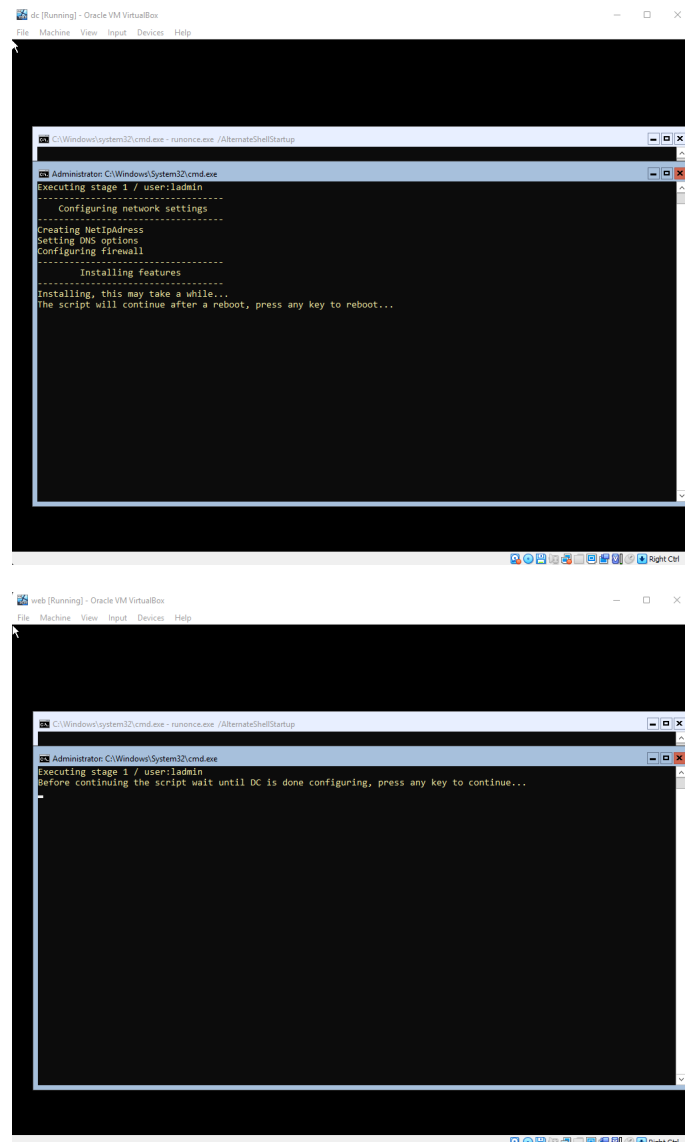 dc [Running] - Oracle VM VirtualBox
File Machine View Input Devices Help
C:\Windows\system32\cmd.exe - runonce.exe /AlternateShellStartup
Administrator: C:\Windows\System32\cmd.exe
Executing stage 1 / user:ladmin
-----------------------------------
Configuring network settings
-----------------------------------
Creating NetIpAdress
Setting DNS options
Configuring firewall
-----------------------------------
Installing features
-----------------------------------
Installing, this may take a while...
The script will continue after a reboot, press any key to reboot...
Right Ctrl
web [Running] - Oracle VM VirtualBox
File Machine View Input Devices Help
C:\Windows\system32\cmd.exe - runonce.exe /AlternateShellStartup
Administrator: C:\Windows\System32\cmd.exe
Executing stage 1 / user:ladmin
Before continuing the script wait until DC is done configuring, press any key to continue...
Right Ctrl